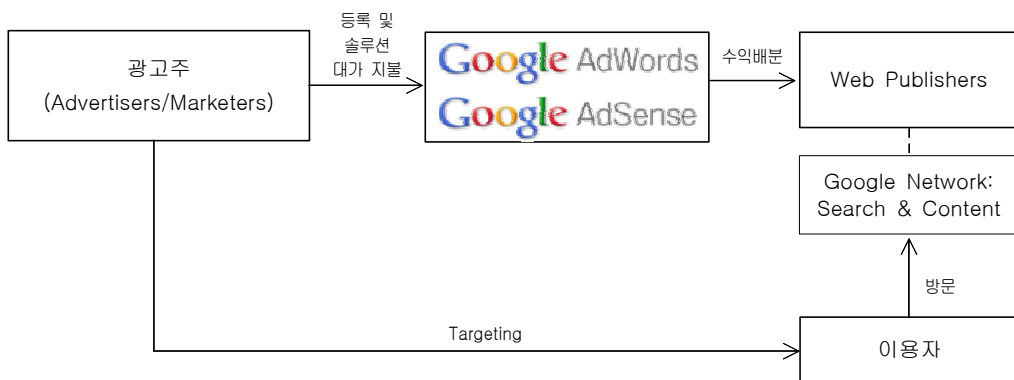 등록 및
솔루션
대가 지불
광고주
(Advertisers/Marketers)
Google AdWords
Google AdSense
수익배분
Web Publishers
Google Network:
Search & Content
방문
Targeting
이용자